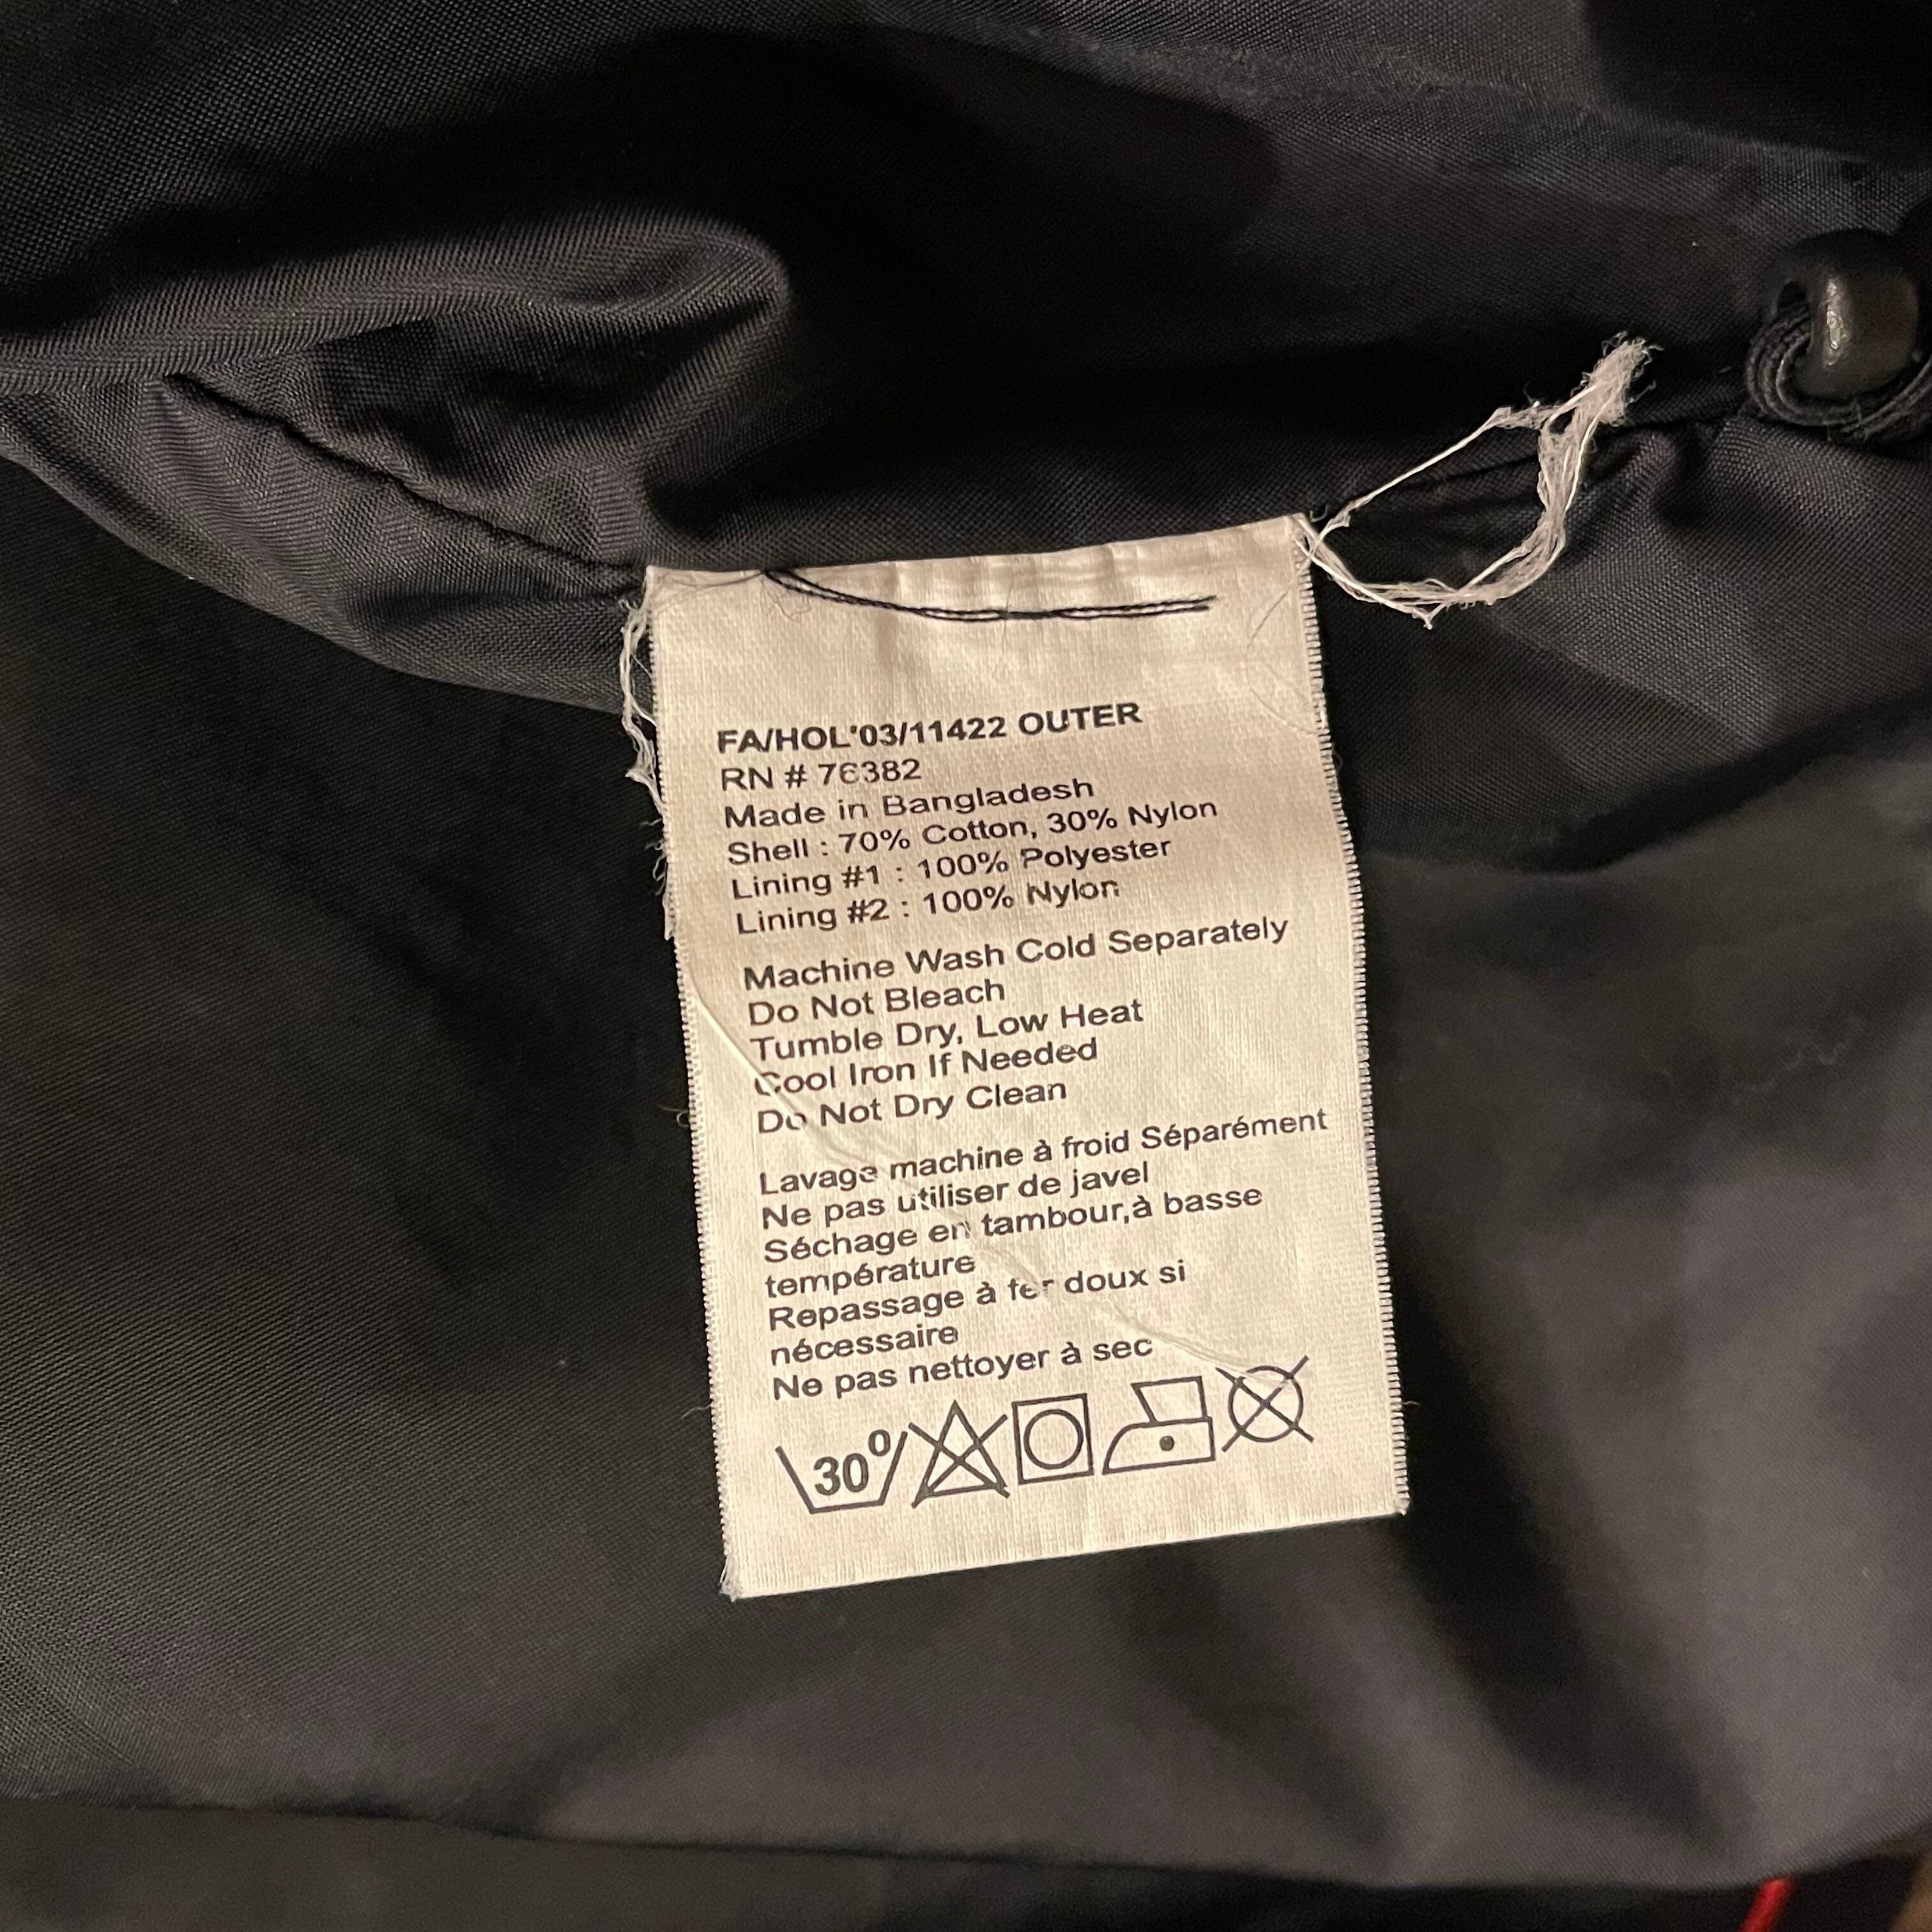 FA/HOL'03/11422 OUTER
RN # 76382
Made in Bangladesh
Shell : 70% Cotton, 30% Nylon
Lining #1 : 100% Polyester
Lining #2 : 100% Nylon
Machine Wash Cold Separately
Do Not Bleach
Tumble Dry, Low Heat
Cool Iron If Needed
Do Not Dry Clean
Lavage machine à froid Séparément
Ne pas utiliser de javel
Séchage en tambour,à basse
température
Repassage à fer doux si
nécessaire
Ne pas nettoyer à sec
30⁰